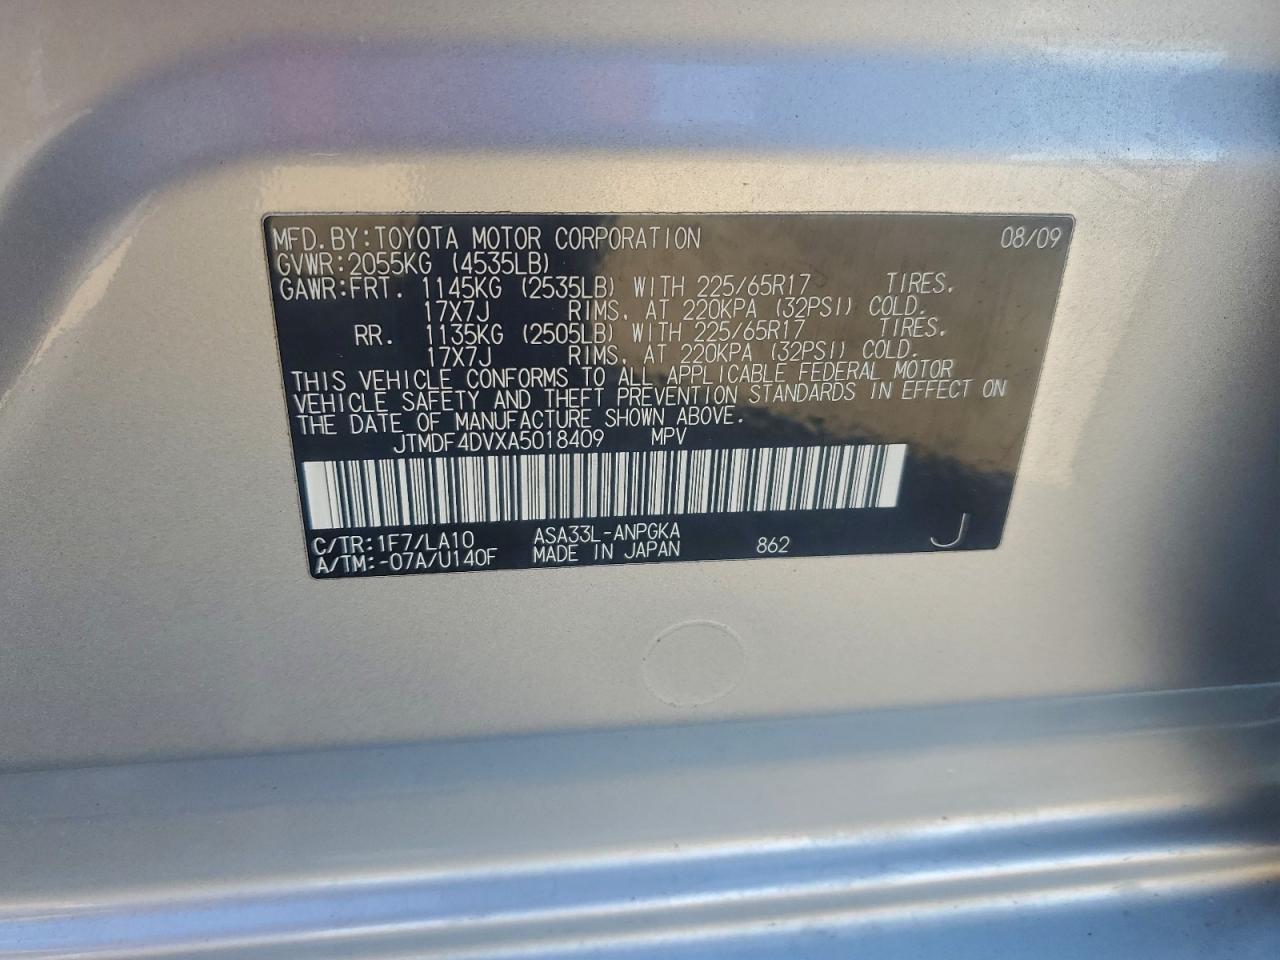 MFD. BY: TOYOTA MOTOR CORPORATION 08/09
GVWR: 2055KG (4535LB)
GAWR: FRT. 1145KG (2535LB) WITH 225/65R17 TIRES.
17X7J RIMS, AT 220KPA (32PSI) COLD.
RR. 1135KG (2505LB) WITH 225/65R17 TIRES.
17X7J RIMS, AT 220KPA (32PSI) COLD.
THIS VEHICLE CONFORMS TO ALL APPLICABLE FEDERAL MOTOR
VEHICLE SAFETY AND THEFT PREVENTION STANDARDS IN EFFECT ON
THE DATE OF MANUFACTURE SHOWN ABOVE.
JTMDF4DVXA5018409 MPV
C/TR: 1F7/LA10 ASA33L-ANPGKA
A/TM: -07A/U140F MADE IN JAPAN 862 J